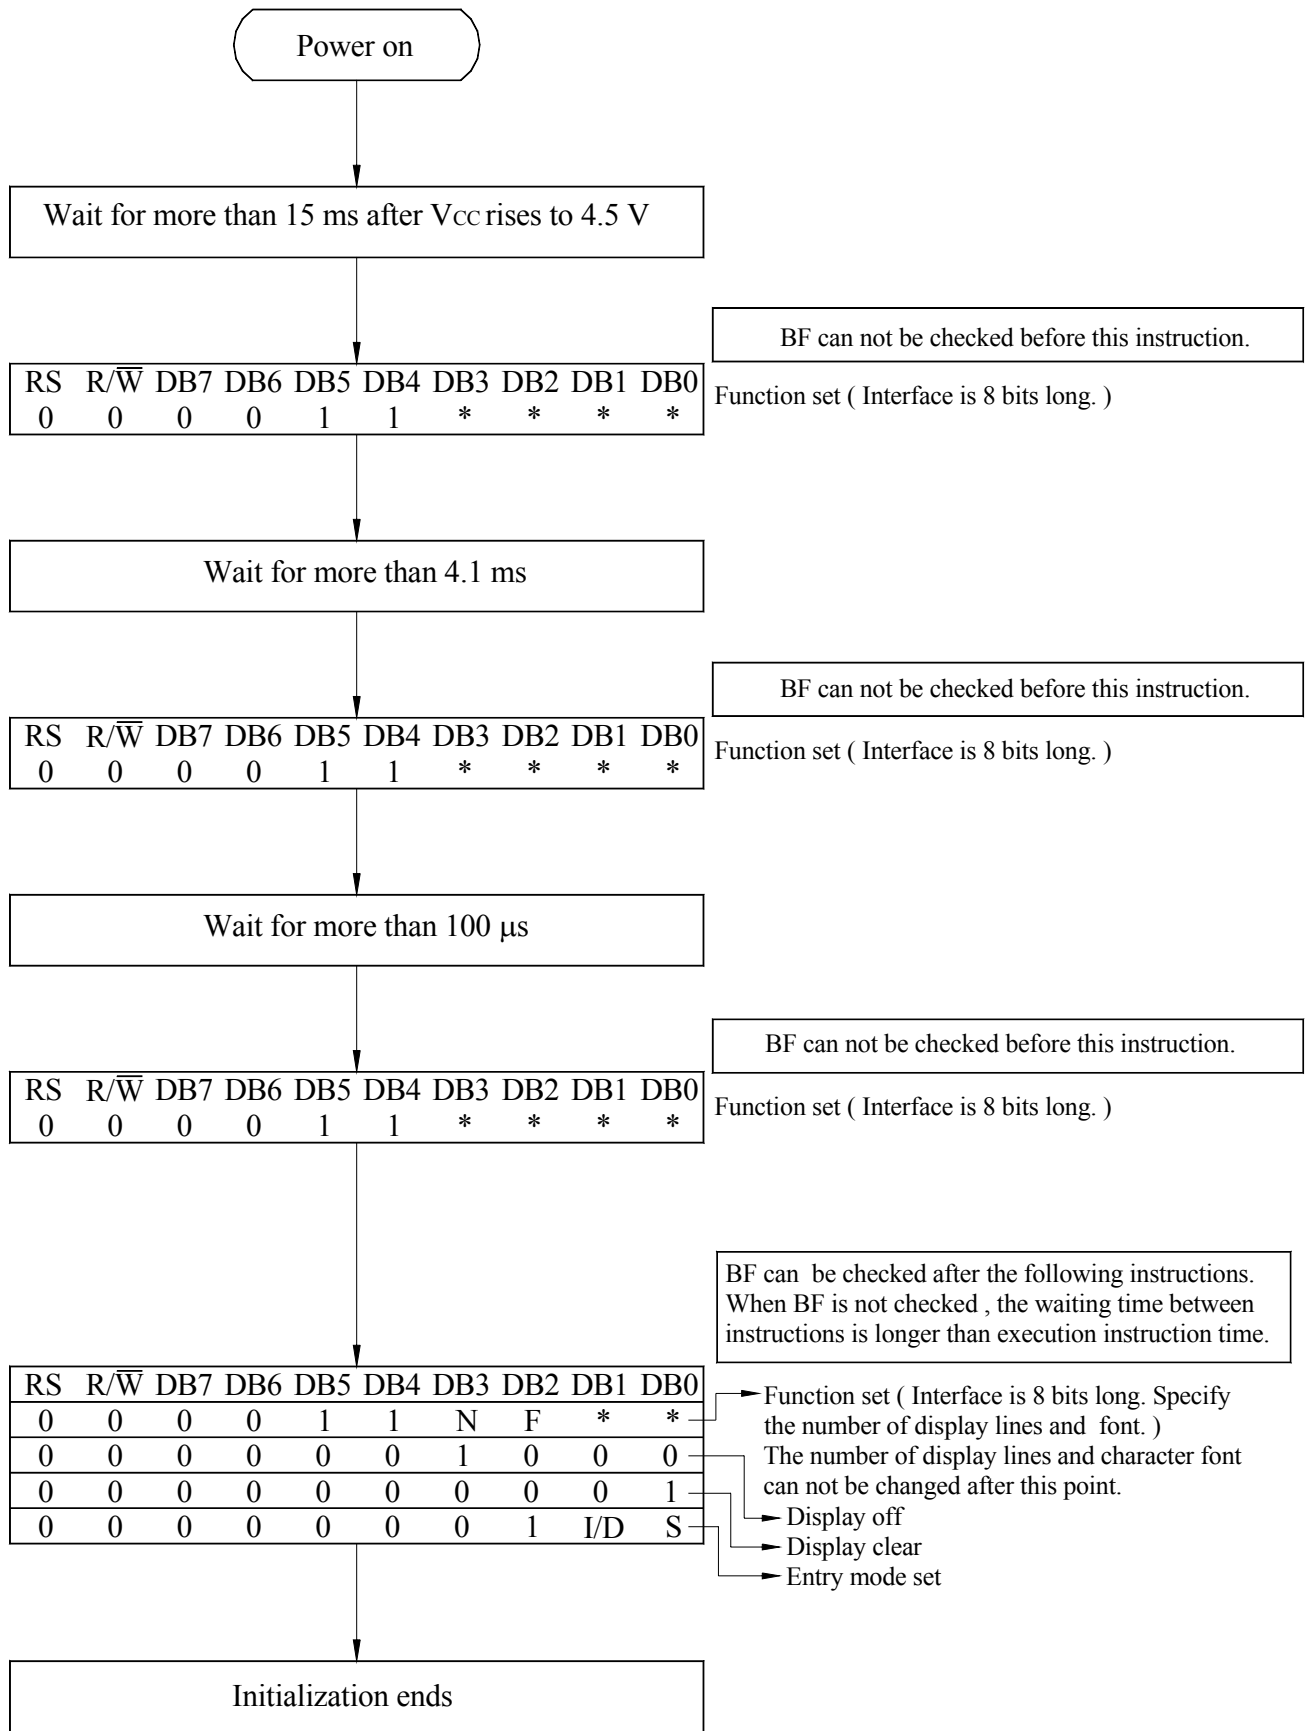 Power on
Wait for more than 15 ms after VCC rises to 4.5 V
BF can not be checked before this instruction.
RS R/W̅ DB7 DB6 DB5 DB4 DB3 DB2 DB1 DB0
0 0 0 0 1 1 * * * *
Function set ( Interface is 8 bits long. )
Wait for more than 4.1 ms
BF can not be checked before this instruction.
RS R/W̅ DB7 DB6 DB5 DB4 DB3 DB2 DB1 DB0
0 0 0 0 1 1 * * * *
Function set ( Interface is 8 bits long. )
Wait for more than 100 μs
BF can not be checked before this instruction.
RS R/W̅ DB7 DB6 DB5 DB4 DB3 DB2 DB1 DB0
0 0 0 0 1 1 * * * *
Function set ( Interface is 8 bits long. )
BF can be checked after the following instructions.
When BF is not checked , the waiting time between
instructions is longer than execution instruction time.
RS R/W̅ DB7 DB6 DB5 DB4 DB3 DB2 DB1 DB0
0 0 0 0 1 1 N F * *
0 0 0 0 0 0 1 0 0 0
0 0 0 0 0 0 0 0 0 1
0 0 0 0 0 0 0 1 I/D S
Function set ( Interface is 8 bits long. Specify
the number of display lines and font. )
The number of display lines and character font
can not be changed after this point.
Display off
Display clear
Entry mode set
Initialization ends